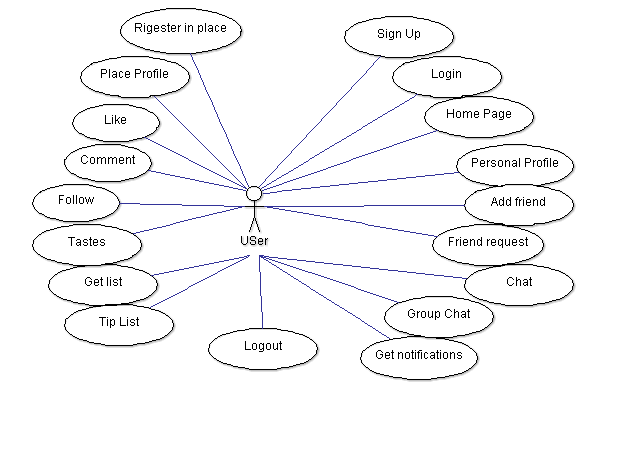 Rigester in place
Sign Up
Place Profile
Login
Like
Home Page
Comment
Personal Profile
Follow
Add friend
Tastes
USer
Friend request
Get list
Chat
Tip List
Group Chat
Logout
Get notifications